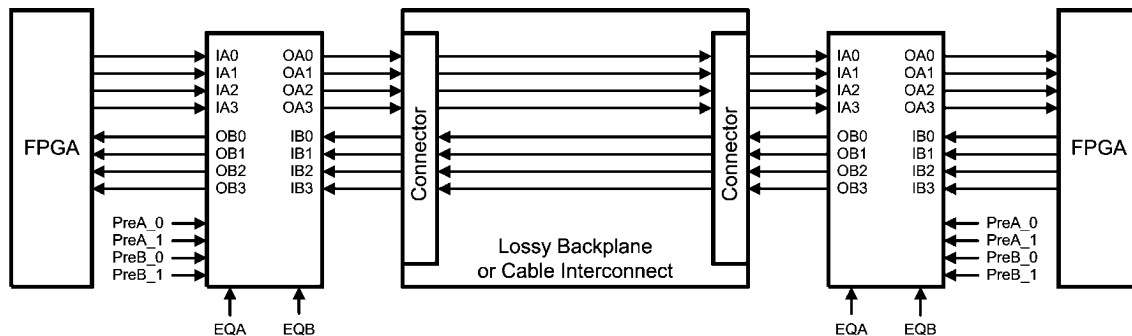 FPGA
IA0 OA0
IA1 OA1
IA2 OA2
IA3 OA3
OB0 IB0
OB1 IB1
OB2 IB2
OB3 IB3
PreA_0
PreA_1
PreB_0
PreB_1
EQA EQB
Connector
Connector
Lossy Backplane
or Cable Interconnect
IA0 OA0
IA1 OA1
IA2 OA2
IA3 OA3
OB0 IB0
OB1 IB1
OB2 IB2
OB3 IB3
PreA_0
PreA_1
PreB_0
PreB_1
EQA EQB
FPGA